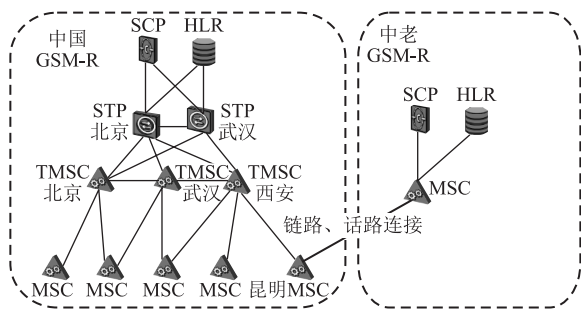 中国
GSM-R
SCP HLR
STP
北京
STP
武汉
TMSC
北京
TMSC
武汉
TMSC
西安
MSC MSC MSC MSC 昆明MSC
链路、话路连接
中老
GSM-R
SCP HLR
MSC